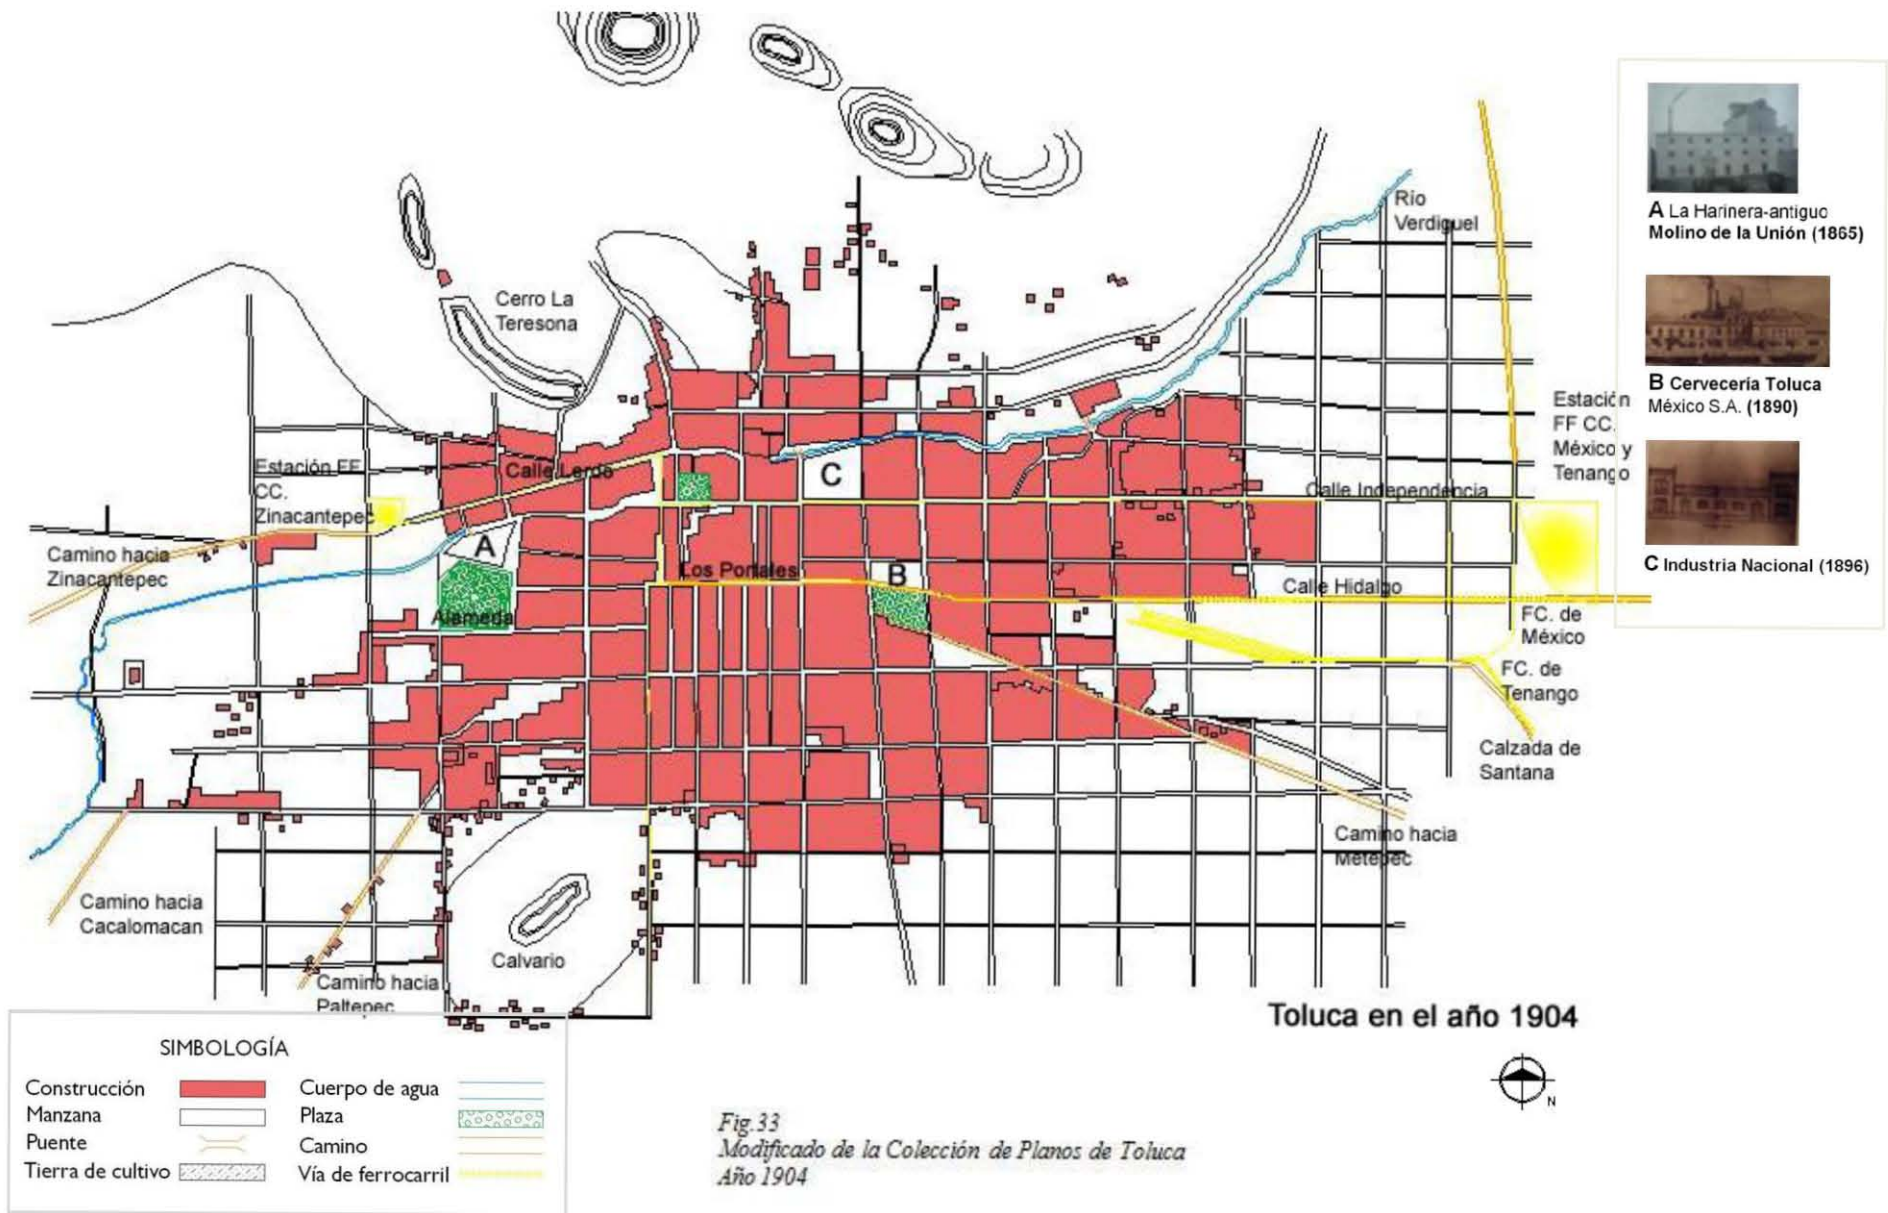 Río
Verdiguel
A La Harinera-antiguo
Molino de la Unión (1865)
Cerro La
Teresona
B Cervecería Toluca
México S.A. (1890)
Estación
FF CC.
México y
Tenango
Estación FF
CC.
Zinacantepec
Calle Lerdo
C
Calle Independencia
Camino hacia
Zinacantepec
A
Los Portales
B
Calle Hidalgo
C Industria Nacional (1896)
Alameda
FC. de
México
FC. de
Tenango
Calzada de
Santana
Camino hacia
Metepec
Camino hacia
Cacalomacan
Calvario
Camino hacia
Paltepec
Toluca en el año 1904
N
SIMBOLOGÍA
Construcción
Cuerpo de agua
Manzana
Plaza
Puente
Camino
Tierra de cultivo
Vía de ferrocarril
Fig.33
Modificado de la Colección de Planos de Toluca
Año 1904